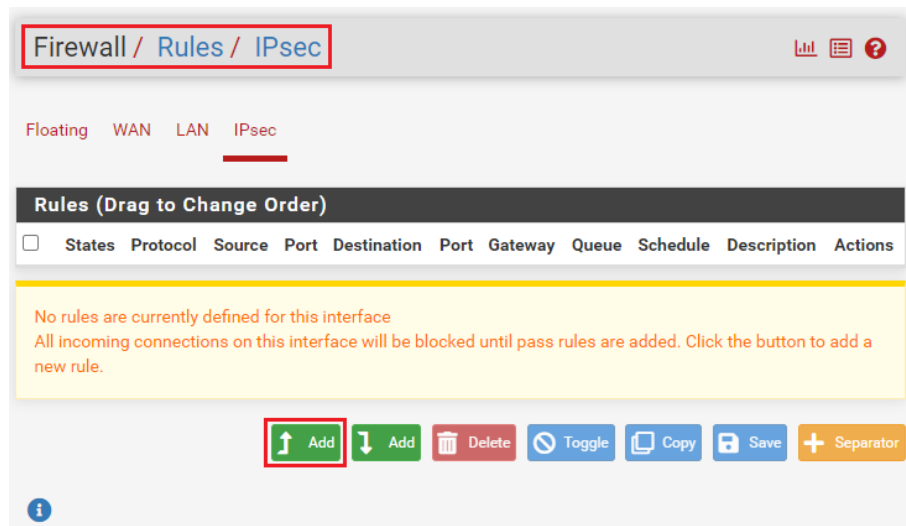 Firewall / Rules / IPsec
Floating WAN LAN IPsec
Rules (Drag to Change Order)
States Protocol Source Port Destination Port Gateway Queue Schedule Description Actions
No rules are currently defined for this interface
All incoming connections on this interface will be blocked until pass rules are added. Click the button to add a
new rule.
Add Add Delete Toggle Copy Save Separator